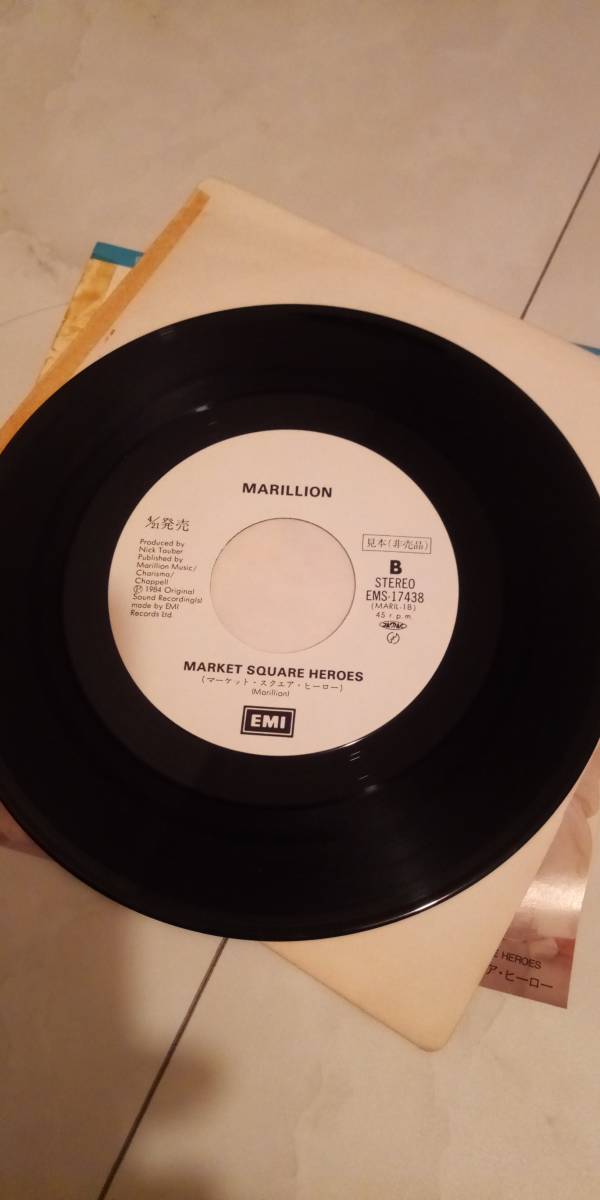 MARILLION
4/21発売
Produced by
Nick Tauber
Published by
Marillion Music/
Charisma/
Chappell
Ⓟ 1984 Original
Sound Recording(s)
made by EMI
Records Ltd.
見本(非売品)
B
STEREO
EMS-17438
(MARIL-1B)
45 r.p.m.
MARKET SQUARE HEROES
(マーケット・スクエア・ヒーロー)
(Marillion)
EMI
HEROES
ア・ヒーロー